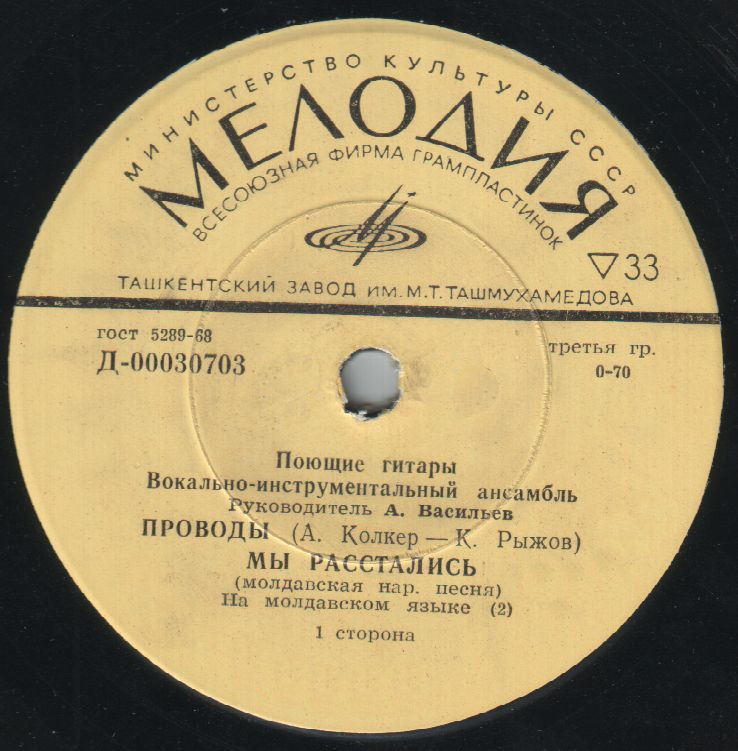 МИНИСТЕРСТВО КУЛЬТУРЫ СССР
МЕЛОДИЯ
ВСЕСОЮЗНАЯ ФИРМА ГРАМПЛАСТИНОК
▽33
ТАШКЕНТСКИЙ ЗАВОД ИМ. М.Т.ТАШМУХАМЕДОВА
ГОСТ 5289-68
Д-00030703
третья гр.
0-70
Поющие гитары
Вокально-инструментальный ансамбль
Руководитель А. Васильев
ПРОВОДЫ (А. Колкер — К. Рыжов)
МЫ РАССТАЛИСЬ
(молдавская нар. песня)
На молдавском языке (2)
1 сторона